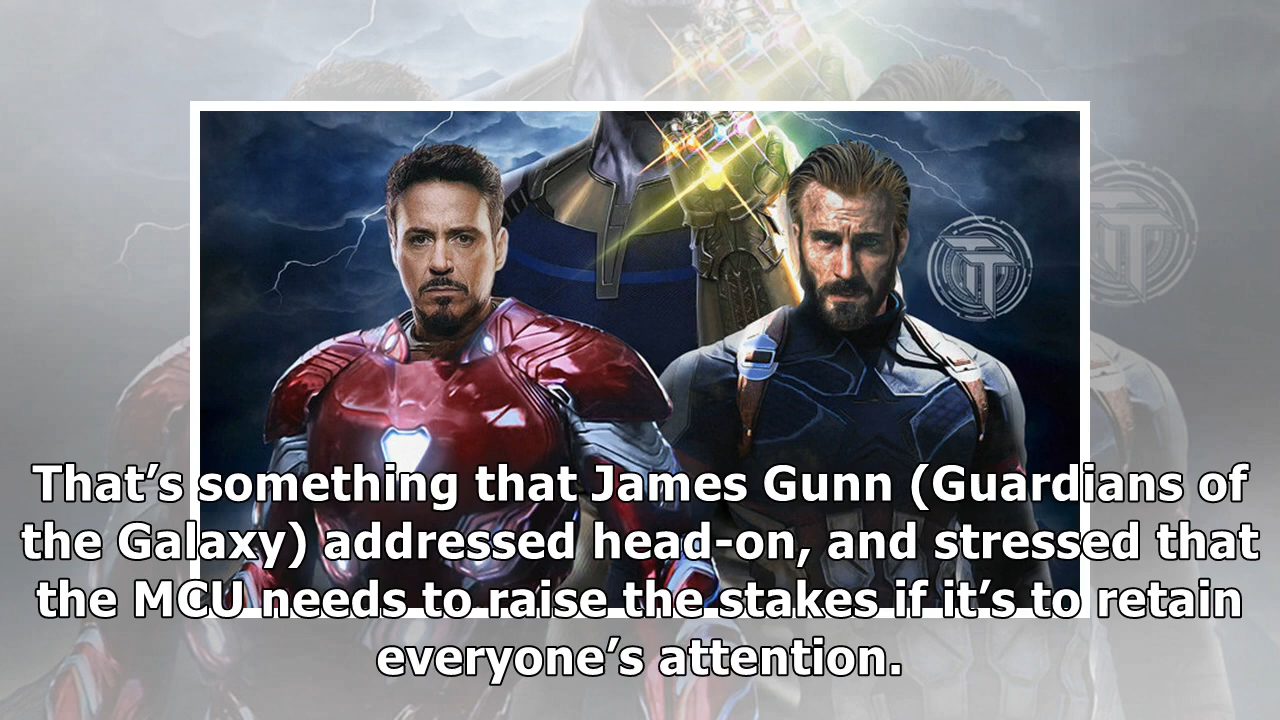 That’s something that James Gunn (Guardians of
the Galaxy) addressed head-on, and stressed that
the MCU needs to raise the stakes if it’s to retain
everyone’s attention.